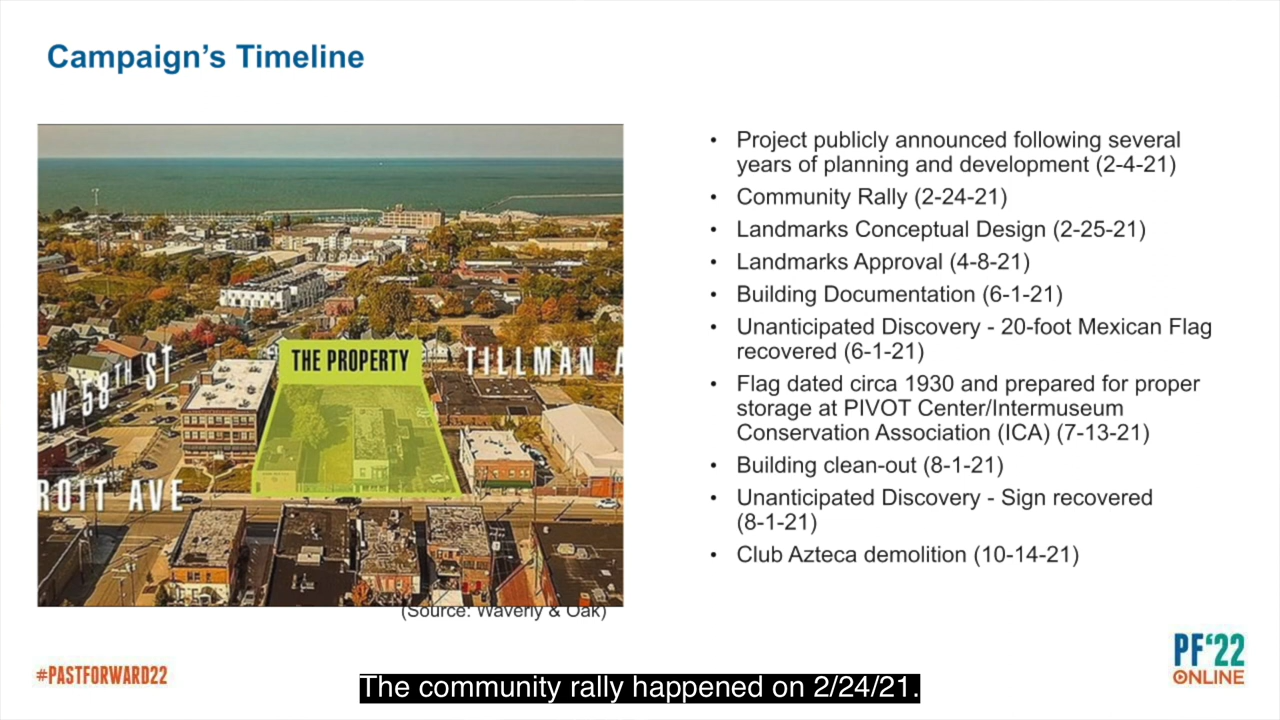 Campaign's Timeline
THE PROPERTY
W 58TH ST
TILLMAN A
ROIT AVE
(Source: Waverly & Oak)
• Project publicly announced following several
years of planning and development (2-4-21)
• Community Rally (2-24-21)
• Landmarks Conceptual Design (2-25-21)
• Landmarks Approval (4-8-21)
• Building Documentation (6-1-21)
• Unanticipated Discovery - 20-foot Mexican Flag
recovered (6-1-21)
• Flag dated circa 1930 and prepared for proper
storage at PIVOT Center/Intermuseum
Conservation Association (ICA) (7-13-21)
• Building clean-out (8-1-21)
• Unanticipated Discovery - Sign recovered
(8-1-21)
• Club Azteca demolition (10-14-21)
#PASTFORWARD22
The community rally happened on 2/24/21.
PF'22
ONLINE